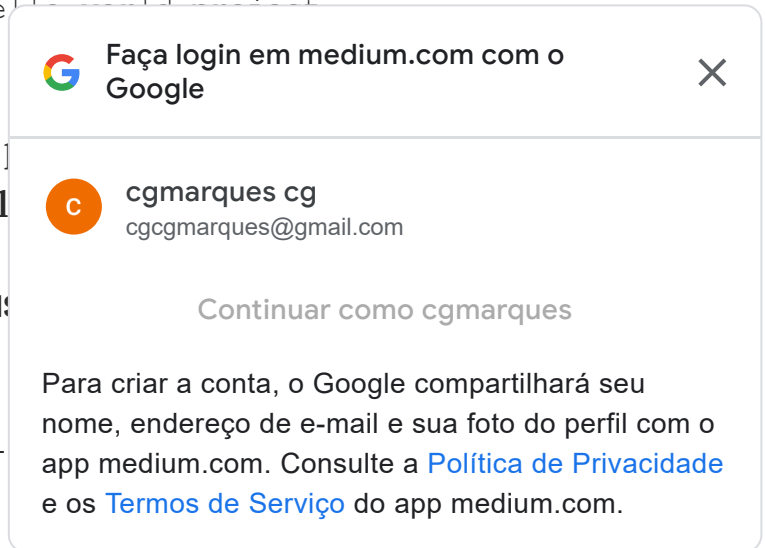 Faça login em medium.com com o
Google
C
cgmarques cg
cgcgmarques@gmail.com
Continuar como cgmarques
Para criar a conta, o Google compartilhará seu
nome, endereço de e-mail e sua foto do perfil com o
app medium.com. Consulte a Política de Privacidade
e os Termos de Serviço do app medium.com.